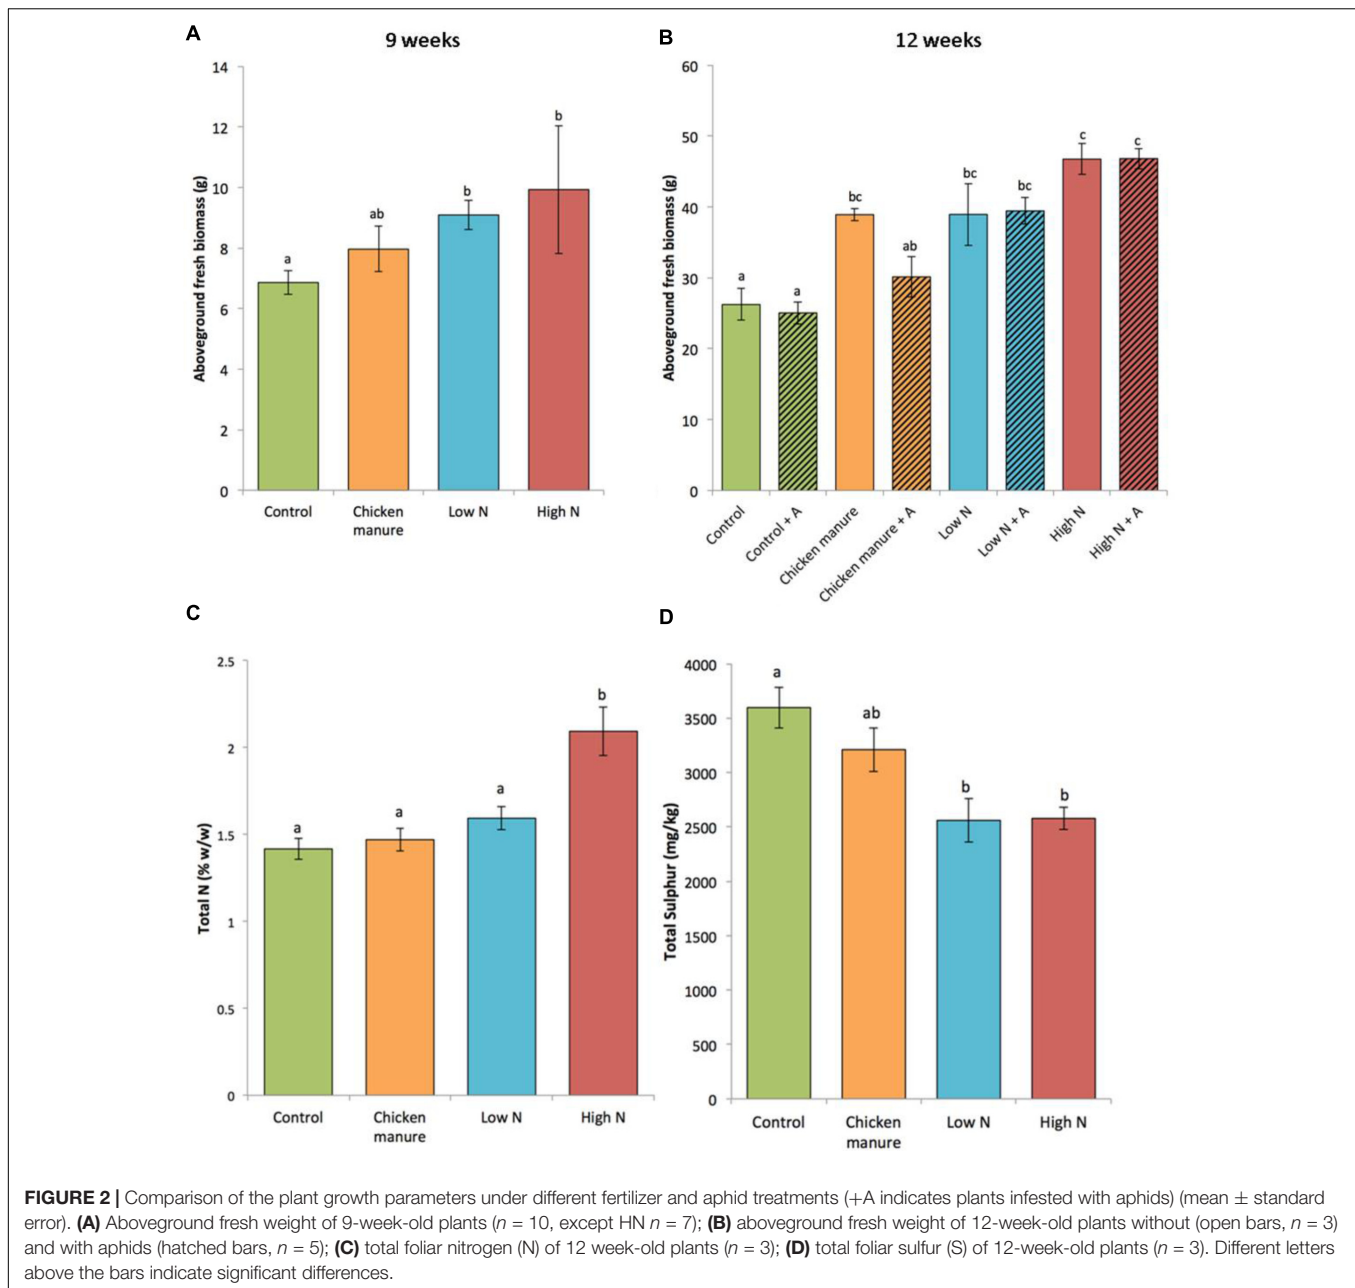 A
9 weeks
Aboveground fresh biomass (g)
14
12
10
8
6
4
2
0
a
ab
b
b
Control
Chicken
manure
Low N
High N
B
12 weeks
Aboveground fresh biomass (g)
60
50
40
30
20
10
0
a
a
bc
ab
bc
bc
c
c
Control
Control + A
Chicken manure
Chicken manure + A
Low N
Low N + A
High N
High N + A
C
Total N (% w/w)
2.5
2
1.5
1
0.5
0
a
a
a
b
Control
Chicken
manure
Low N
High N
D
Total Sulphur (mg/kg)
4000
3500
3000
2500
2000
1500
1000
500
0
a
ab
b
b
Control
Chicken
manure
Low N
High N
FIGURE 2 | Comparison of the plant growth parameters under different fertilizer and aphid treatments (+A indicates plants infested with aphids) (mean ± standard
error). (A) Aboveground fresh weight of 9-week-old plants (n = 10, except HN n = 7); (B) aboveground fresh weight of 12-week-old plants without (open bars, n = 3)
and with aphids (hatched bars, n = 5); (C) total foliar nitrogen (N) of 12 week-old plants (n = 3); (D) total foliar sulfur (S) of 12-week-old plants (n = 3). Different letters
above the bars indicate significant differences.